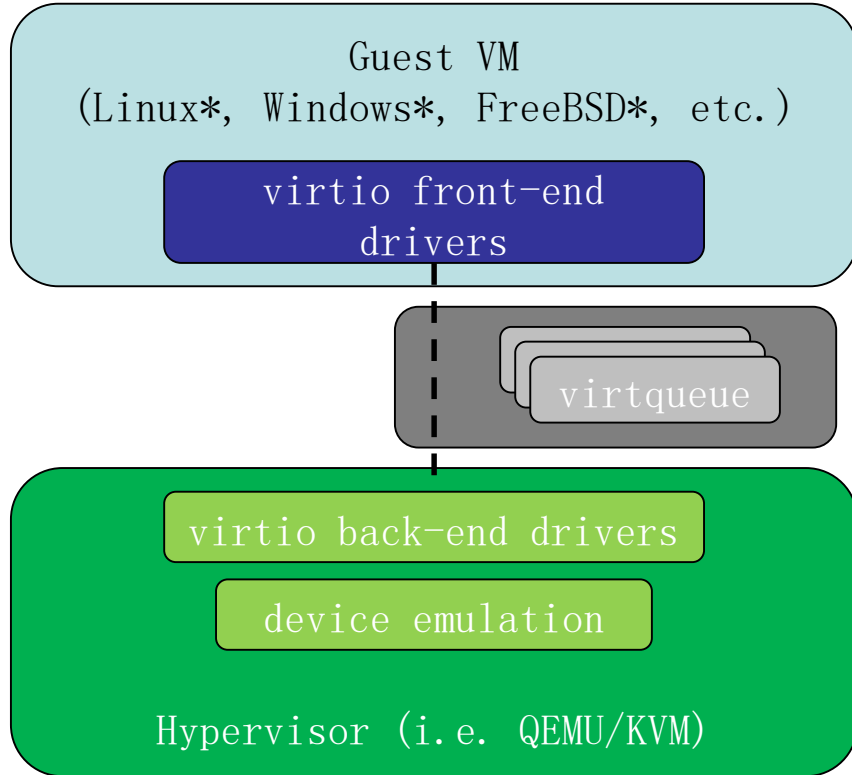 Guest VM
(Linux*, Windows*, FreeBSD*, etc.)
virtio front-end
drivers
virtqueue
virtio back-end drivers
device emulation
Hypervisor (i.e. QEMU/KVM)